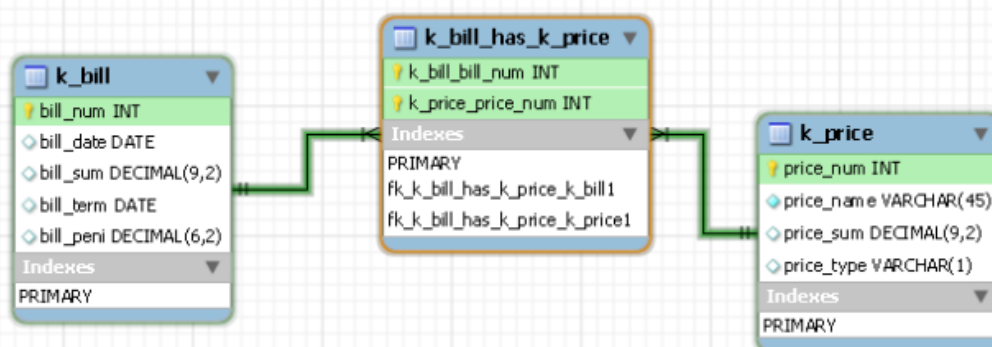 k_bill
bill_num INT
bill_date DATE
bill_sum DECIMAL(9,2)
bill_term DATE
bill_peni DECIMAL(6,2)
Indexes
PRIMARY
k_bill_has_k_price
k_bill_bill_num INT
k_price_price_num INT
Indexes
PRIMARY
fk_k_bill_has_k_price_k_bill1
fk_k_bill_has_k_price_k_price1
k_price
price_num INT
price_name VARCHAR(45)
price_sum DECIMAL(9,2)
price_type VARCHAR(1)
Indexes
PRIMARY